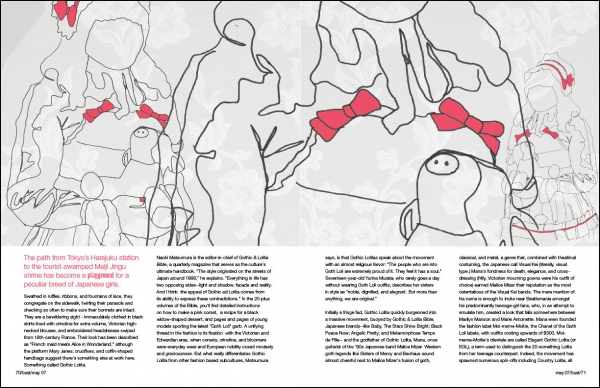 The path from Tokyo's Harajuku station
to the tourist-swamped Meiji Jingu
shrine has become a playground for a
peculiar breed of Japanese girls.
Swathed in ruffles, ribbons, and fountains of lace, they
congregate on the sidewalk, twirling their parasols and
checking so often to make sure their bonnets are intact.
They are a bewildering sight - immaculately clothed in black
skirts lined with crinoline for extra volume, Victorian high-
necked blouses, and embroidered headdresses swiped
from 18th-century France. Their look has been described
as "French maid meets Alice in Wonderland," although
the platform Mary Janes, crucifixes, and coffin-shaped
handbags suggest there's something else at work here.
Something called Gothic Lolita.
70/bast/may 07
Naoki Matsumura is the editor-in-chief of Gothic & Lolita
Bible, a quarterly magazine that serves as the culture's
ultimate handbook. "The style originated on the streets of
Japan around 1998," he explains. "Everything in life has
two opposing sides—light and shadow, facade and reality.
And I think the appeal of Gothic and Lolita comes from
its ability to express these contradictions." In the 20-plus
volumes of the Bible, you'll find detailed instructions
on how to make a pink corset, a recipe for a black
widow-shaped dessert, and pages and pages of young
models sporting the latest "Goth Loli" garb. A unifying
thread in the fashion is its fixation with the Victorian and
Edwardian eras, when corsets, crinoline, and bloomers
were everyday wear and European nobility oozed modesty
and graciousness. But what really differentiates Gothic
Lolita from other fashion based subcultures, Matsumura
says, is that Gothic Lolitas speak about the movement
with an almost religious fervor: "The people who are into
Goth Loli are extremely proud of it. They feel it has a soul."
Seventeen-year-old Yurina Murata, who rarely goes a day
without wearing Goth Loli outfits, describes her sisters
in style as "noble, dignified, and elegant. But more than
anything, we are original."
Initially a fringe fad, Gothic Lolita quickly burgeoned into
a massive movement, buoyed by Gothic & Lolita Bible,
Japanese brands—like Baby, The Stars Shine Bright; Black
Peace Now; Angelic Pretty; and Metamorphose Temps
de Fille— and the godfather of Gothic Lolita, Mana, once
guitarist of the '90s Japanese band Malice Mizer. Western
goth legends like Sisters of Mercy and Bauhaus sound
almost cheerful next to Malice Mizer's fusion of goth,
classical, and metal, a genre that, combined with theatrical
costuming, the Japanese call Visual Kei (literally, visual
type.) Mana's fondness for death, elegance, and cross-
dressing (frilly, Victorian mourning gowns were his outfit of
choice) earned Malice Mizer their reputation as the most
ostentatious of the Visual Kei bands. The mere mention of
his name is enough to incite near Beatlemania amongst
his predominantly teenage-girl fans, who, in an attempt to
emulate him, created a look that falls somewhere between
Marilyn Manson and Marie Antoinette. Mana even founded
the fashion label Moi-meme-Moitie, the Chanel of the Goth
Loli labels, with outfits costing upwards of $500. Moi-
meme-Moitie's clientele are called Elegant Gothic Lolita (or
EGL), a term used to distinguish the 20-something Lolita
from her teenage counterpart. Indeed, the movement has
spawned numerous spin-offs, including Country Lolita, all
may 07/bast/71